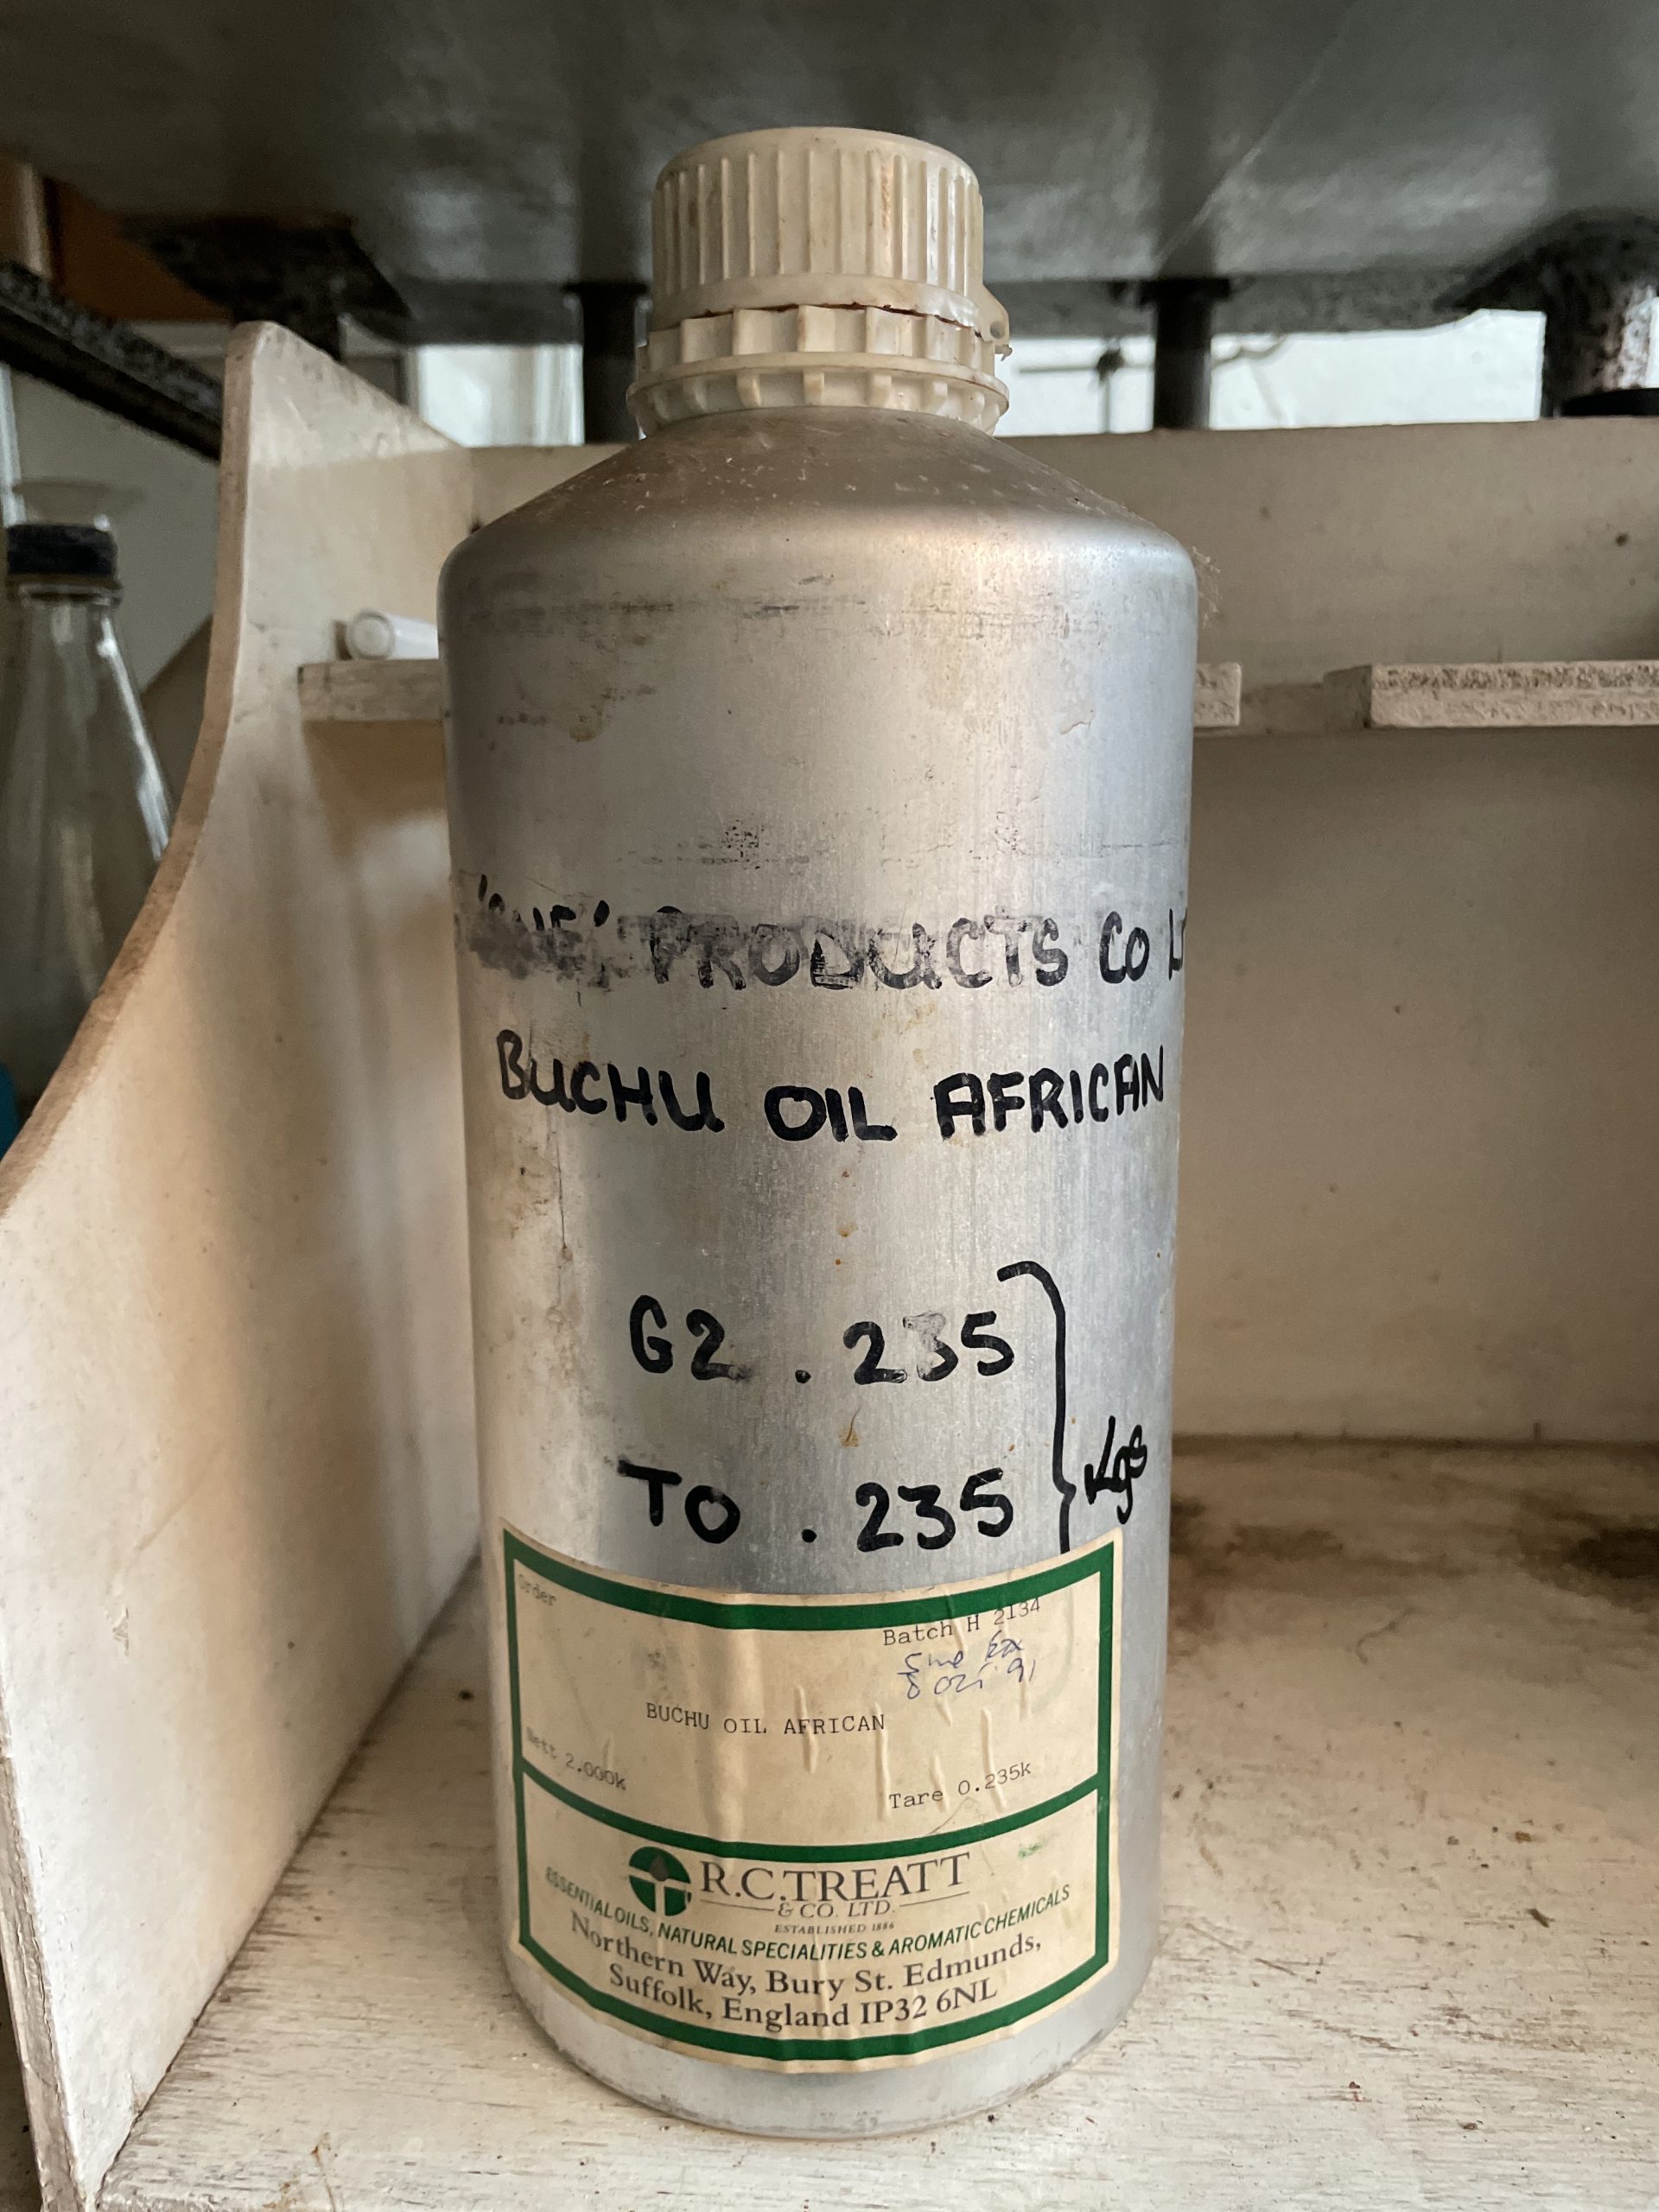 PRODUCTS Co
BUCHU OIL AFRICAN
G2 . 235
TO . 235
Kgs
Order
Batch H 2134
91
BUCHU OIL AFRICAN
Nett 2.000k
Tare 0.235k
R.C.TREATT
& CO. LTD.
ESTABLISHED 1886
ESSENTIAL OILS, NATURAL SPECIALITIES & AROMATIC CHEMICALS
Northern Way, Bury St. Edmunds,
Suffolk, England IP32 6NL